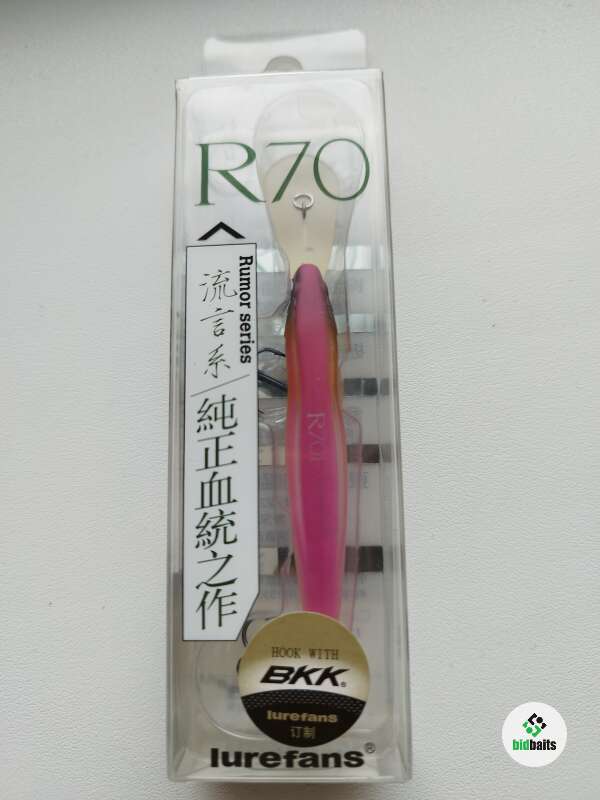 R70
Rumor series
流言系
純正血統之作
R70
HOOK WITH
BKK®
lurefans
订制
lurefans®
bidbaits